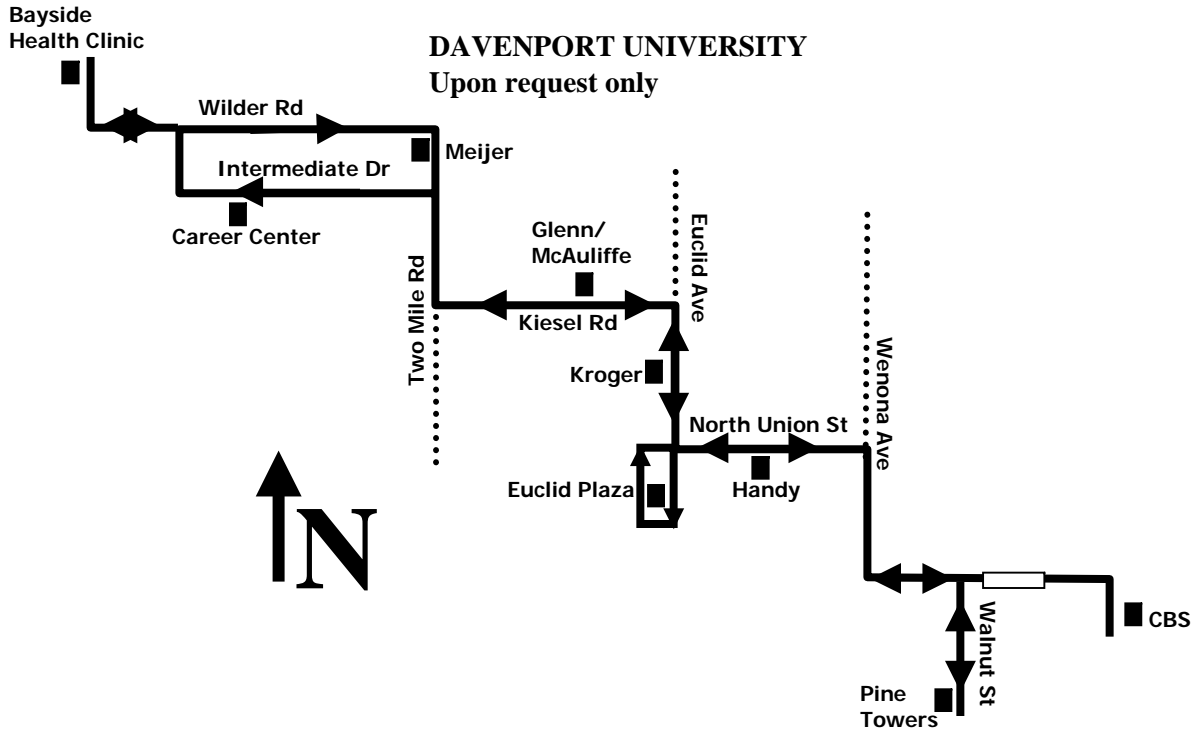 Bayside
Health Clinic
DAVENPORT UNIVERSITY
Upon request only
Wilder Rd
Meijer
Intermediate Dr
Career Center
Glenn/
McAuliffe
Euclid Ave
Two Mile Rd
Kiesel Rd
Wenona Ave
Kroger
North Union St
Euclid Plaza
Handy
N
Walnut St
CBS
Pine
Towers